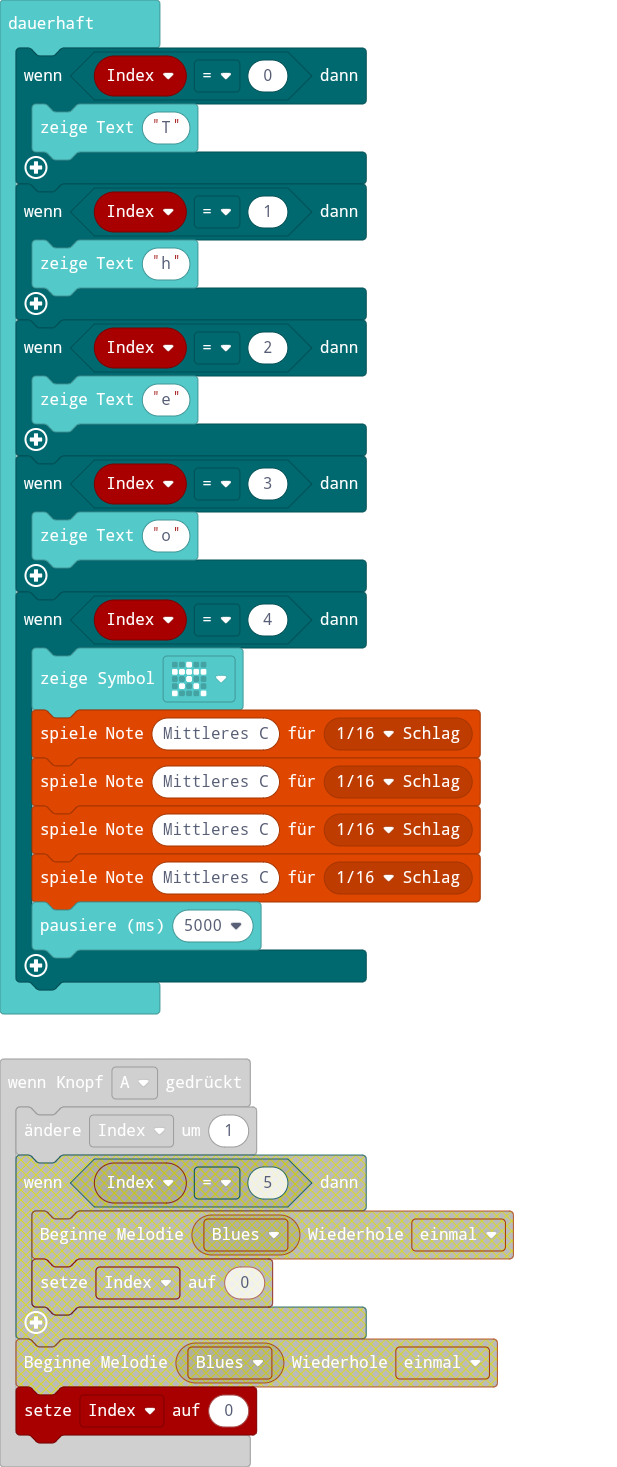 dauerhaft
wenn Index = 0 dann
zeige Text "T"
wenn Index = 1 dann
zeige Text "h"
wenn Index = 2 dann
zeige Text "e"
wenn Index = 3 dann
zeige Text "o"
wenn Index = 4 dann
zeige Symbol
spiele Note Mittleres C für 1/16 Schlag
spiele Note Mittleres C für 1/16 Schlag
spiele Note Mittleres C für 1/16 Schlag
spiele Note Mittleres C für 1/16 Schlag
pausiere (ms) 5000
wenn Knopf A gedrückt
ändere Index um 1
wenn Index = 5 dann
Beginne Melodie Blues Wiederhole einmal
setze Index auf 0
Beginne Melodie Blues Wiederhole einmal
setze Index auf 0